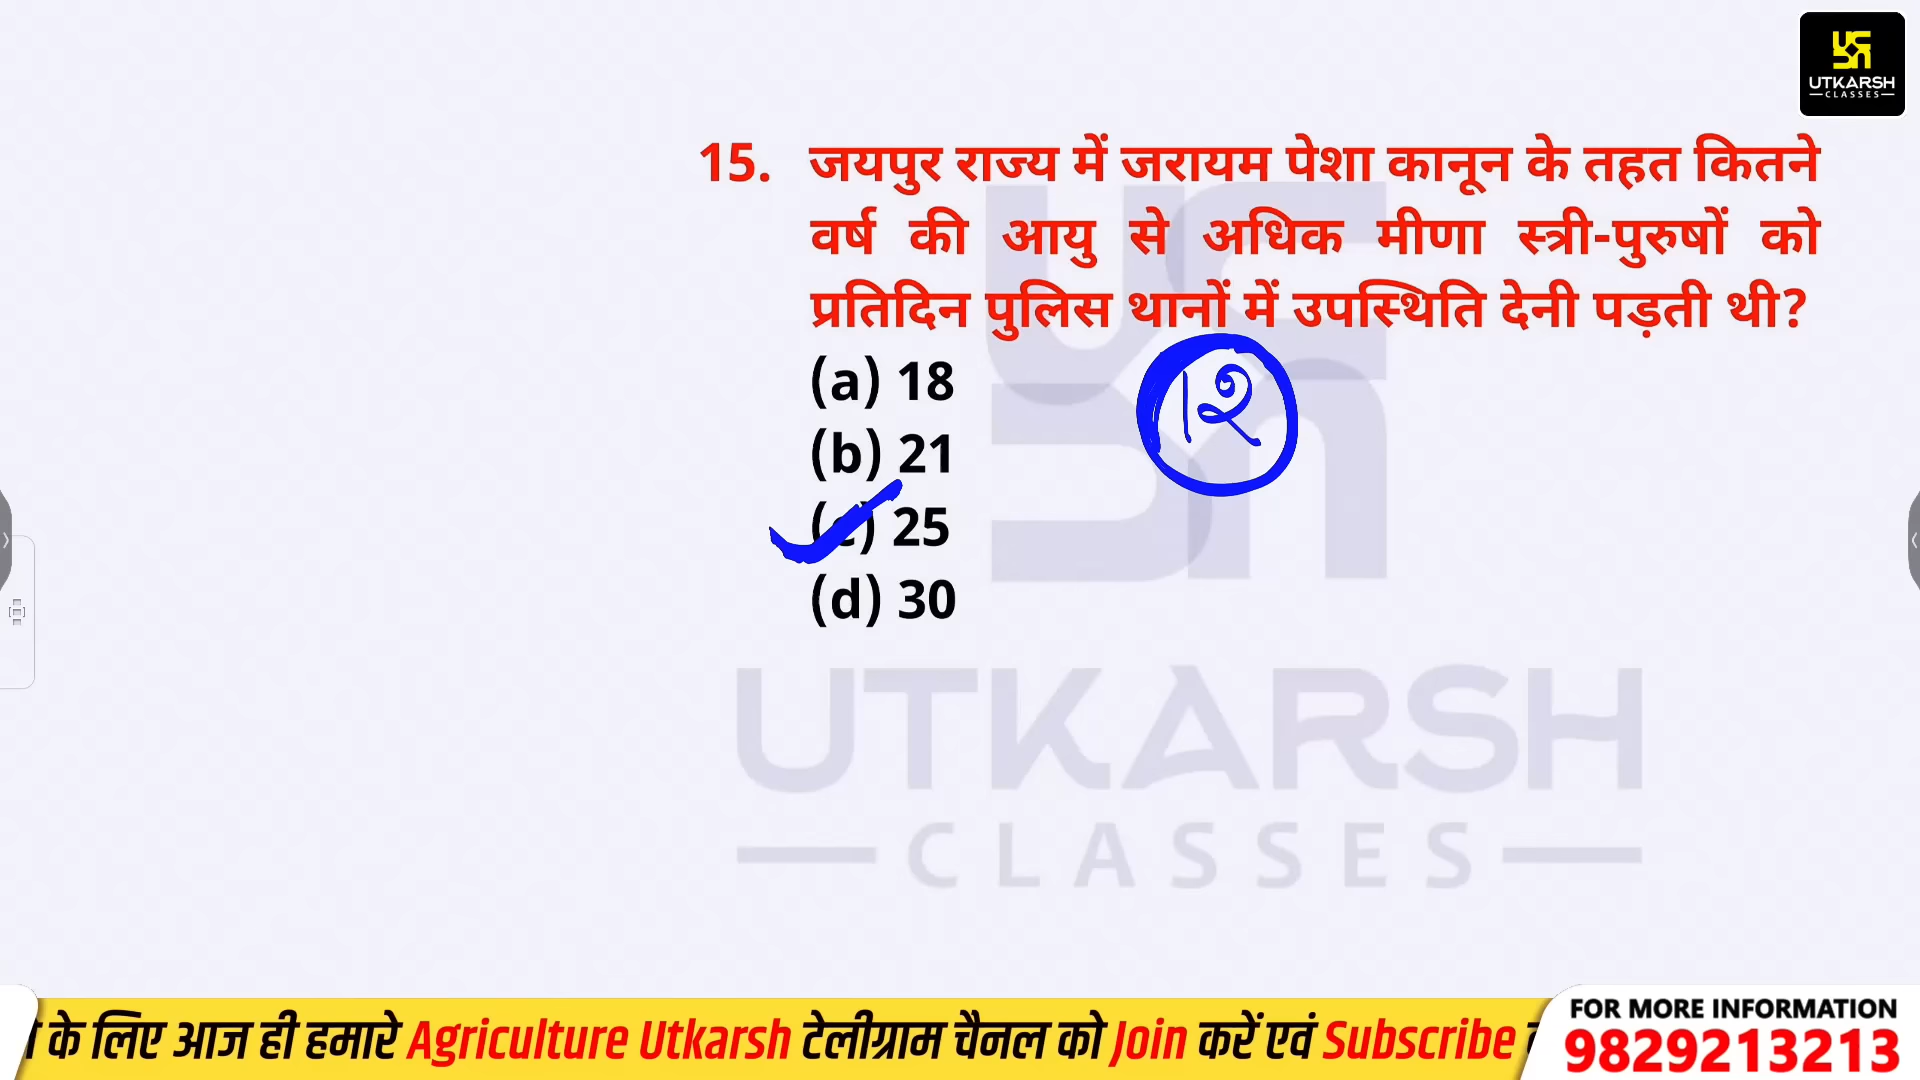 UTKARSH
CLASSES
15. जयपुर राज्य में जरायम पेशा कानून के तहत कितने
वर्ष की आयु से अधिक मीणा स्त्री-पुरुषों को
प्रतिदिन पुलिस थानों में उपस्थिति देनी पड़ती थी?
(a) 18
१२
(b) 21
(c) 25
(d) 30
UTKARSH
CLASSES
के लिए आज ही हमारे Agriculture Utkarsh टेलीग्राम चैनल को Join करें एवं Subscribe
FOR MORE INFORMATION
9829213213